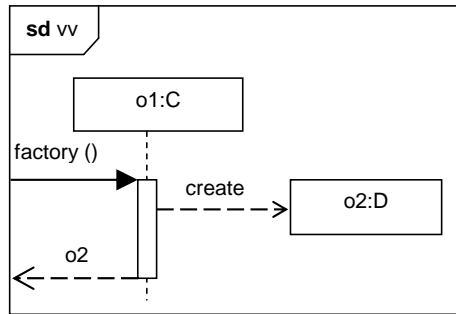 sd vv
o1:C
factory ()
create
o2:D
o2